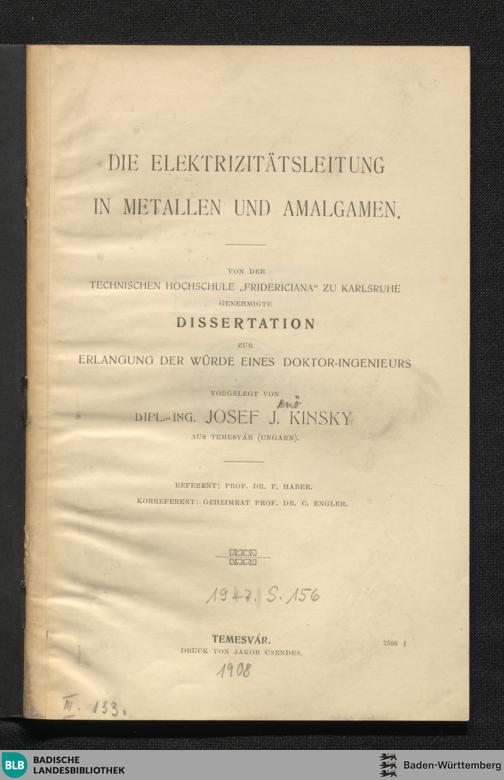 DIE ELEKTRIZITÄTSLEITUNG
IN METALLEN UND AMALGAMEN.
VON DER
TECHNISCHEN HOCHSCHULE „FRIDERICIANA“ ZU KARLSRUHE
GENEHMIGTE
DISSERTATION
ZUR
ERLANGUNG DER WÜRDE EINES DOKTOR-INGENIEURS
VORGELEGT VON
enö
DIPL.-ING. JOSEF J. KINSKY
AUS TEMESVÁR (UNGARN).
REFERENT: PROF. DR. F. HABER.
KORREFERENT: GEHEIMRAT PROF. DR. C. ENGLER.
1947. S. 156
TEMESVÁR.
DRUCK VON JAKOB CSENDES.
2586 I
1908
III. 133.
BLB BADISCHE
LANDESBIBLIOTHEK
Baden-Württemberg